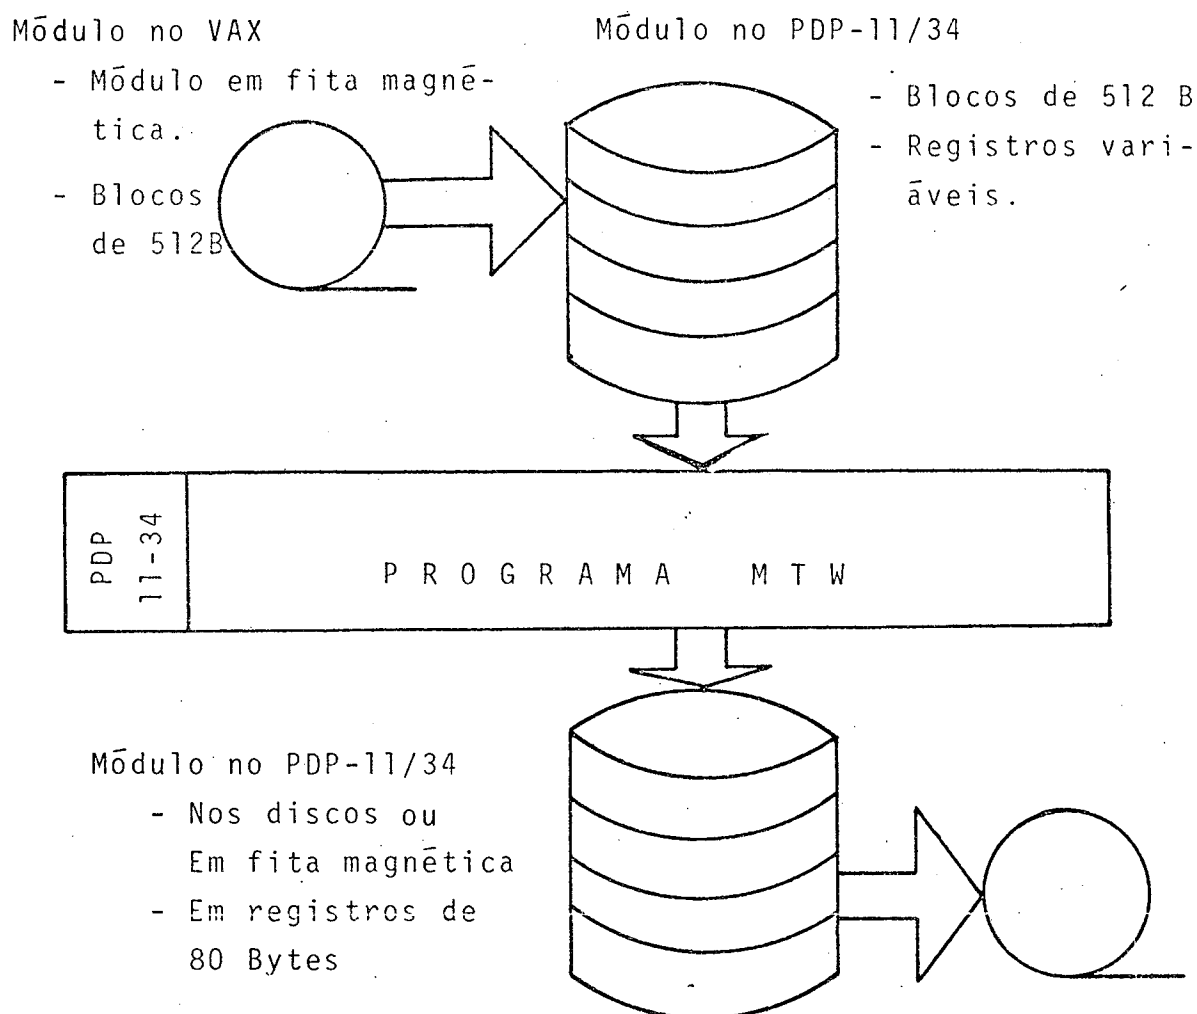 Módulo no VAX
- Módulo em fita magné-
tica.
- Blocos
de 512B
Módulo no PDP-11/34
- Blocos de 512 B
- Registros vari-
áveis.
PDP
11-34
PROGRAMA MTW
Módulo no PDP-11/34
- Nos discos ou
Em fita magnética
- Em registros de
80 Bytes